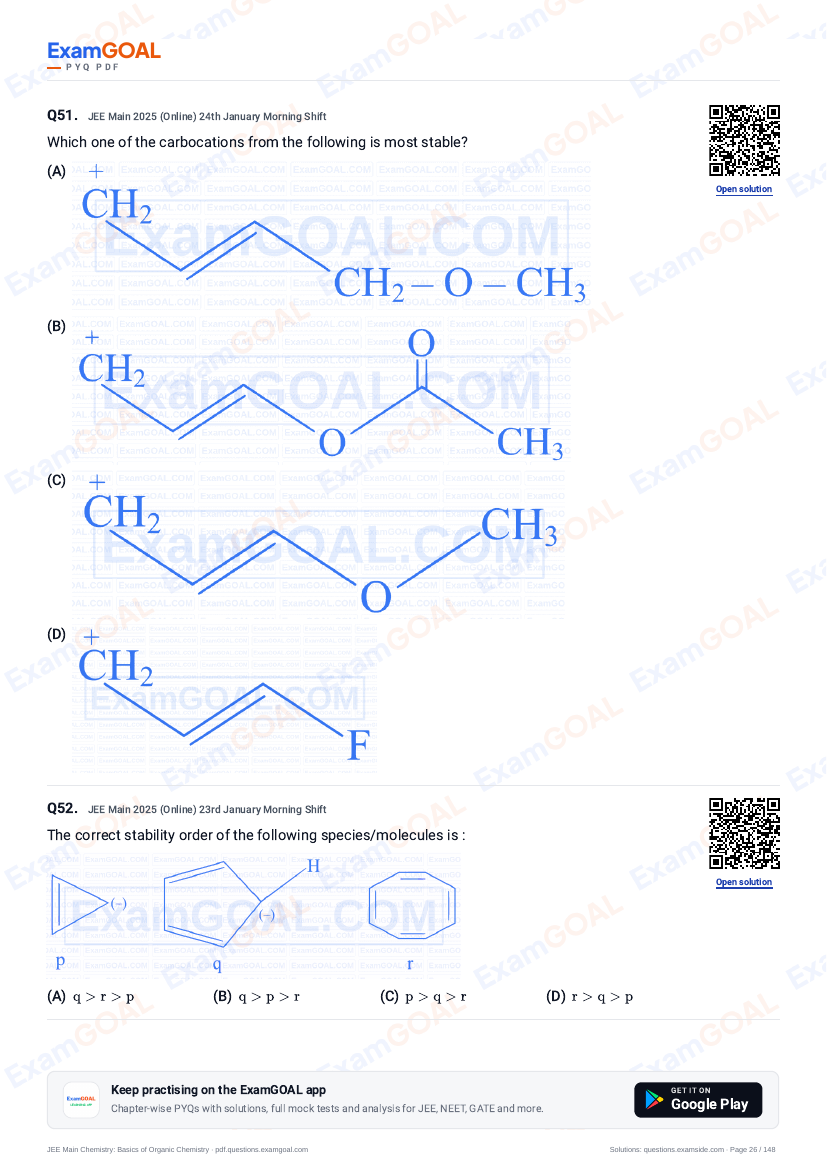 ExamGOAL
PYQ PDF
Q51. JEE Main 2025 (Online) 24th January Morning Shift
Which one of the carbocations from the following is most stable?
Open solution
(A)
+
CH2
CH2 – O – CH3
(B)
+
CH2
O
O
CH3
(C)
+
CH2
CH3
O
(D)
+
CH2
F
Q52. JEE Main 2025 (Online) 23rd January Morning Shift
The correct stability order of the following species/molecules is :
Open solution
H
(−) (−)
p q r
(A) q > r > p (B) q > p > r (C) p > q > r (D) r > q > p
Keep practising on the ExamGOAL app
Chapter-wise PYQs with solutions, full mock tests and analysis for JEE, NEET, GATE and more.
GET IT ON
Google Play
JEE Main Chemistry: Basics of Organic Chemistry · pdf.questions.examgoal.com Solutions: questions.examside.com · Page 26 / 148